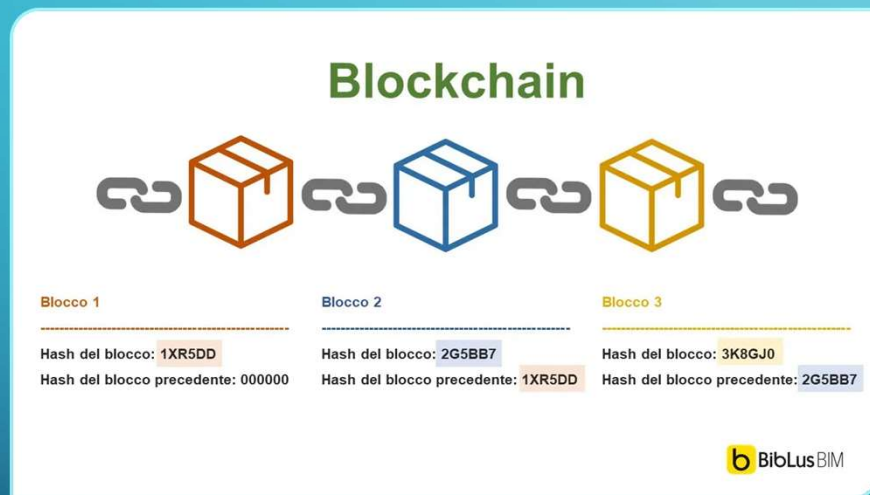 Blockchain
Blocco 1
Hash del blocco: 1XR5DD
Hash del blocco precedente: 000000
Blocco 2
Hash del blocco: 2G5BB7
Hash del blocco precedente: 1XR5DD
Blocco 3
Hash del blocco: 3K8GJ0
Hash del blocco precedente: 2G5BB7
b BibLus BIM